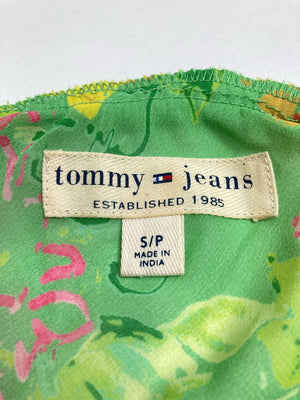 tommy jeans
ESTABLISHED 1985
S/P
MADE IN
INDIA